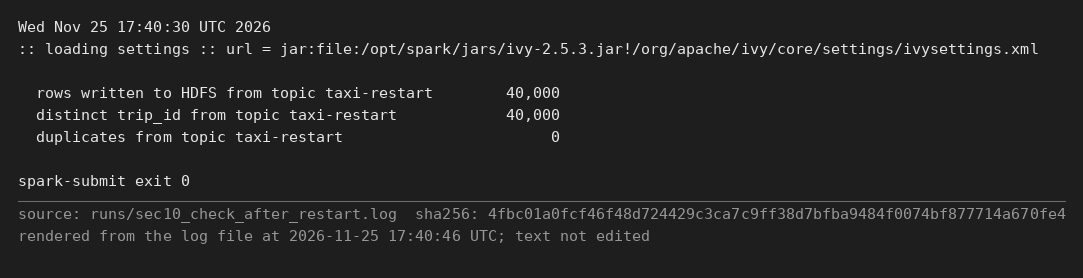 Wed Nov 25 17:40:30 UTC 2026
:: loading settings :: url = jar:file:/opt/spark/jars/ivy-2.5.3.jar!/org/apache/ivy/core/settings/ivysettings.xml
rows written to HDFS from topic taxi-restart 40,000
distinct trip_id from topic taxi-restart 40,000
duplicates from topic taxi-restart 0
spark-submit exit 0
source: runs/sec10_check_after_restart.log sha256: 4fbc01a0fcf46f48d724429c3ca7c9ff38d7bfba9484f0074bf877714a670fe4
rendered from the log file at 2026-11-25 17:40:46 UTC; text not edited